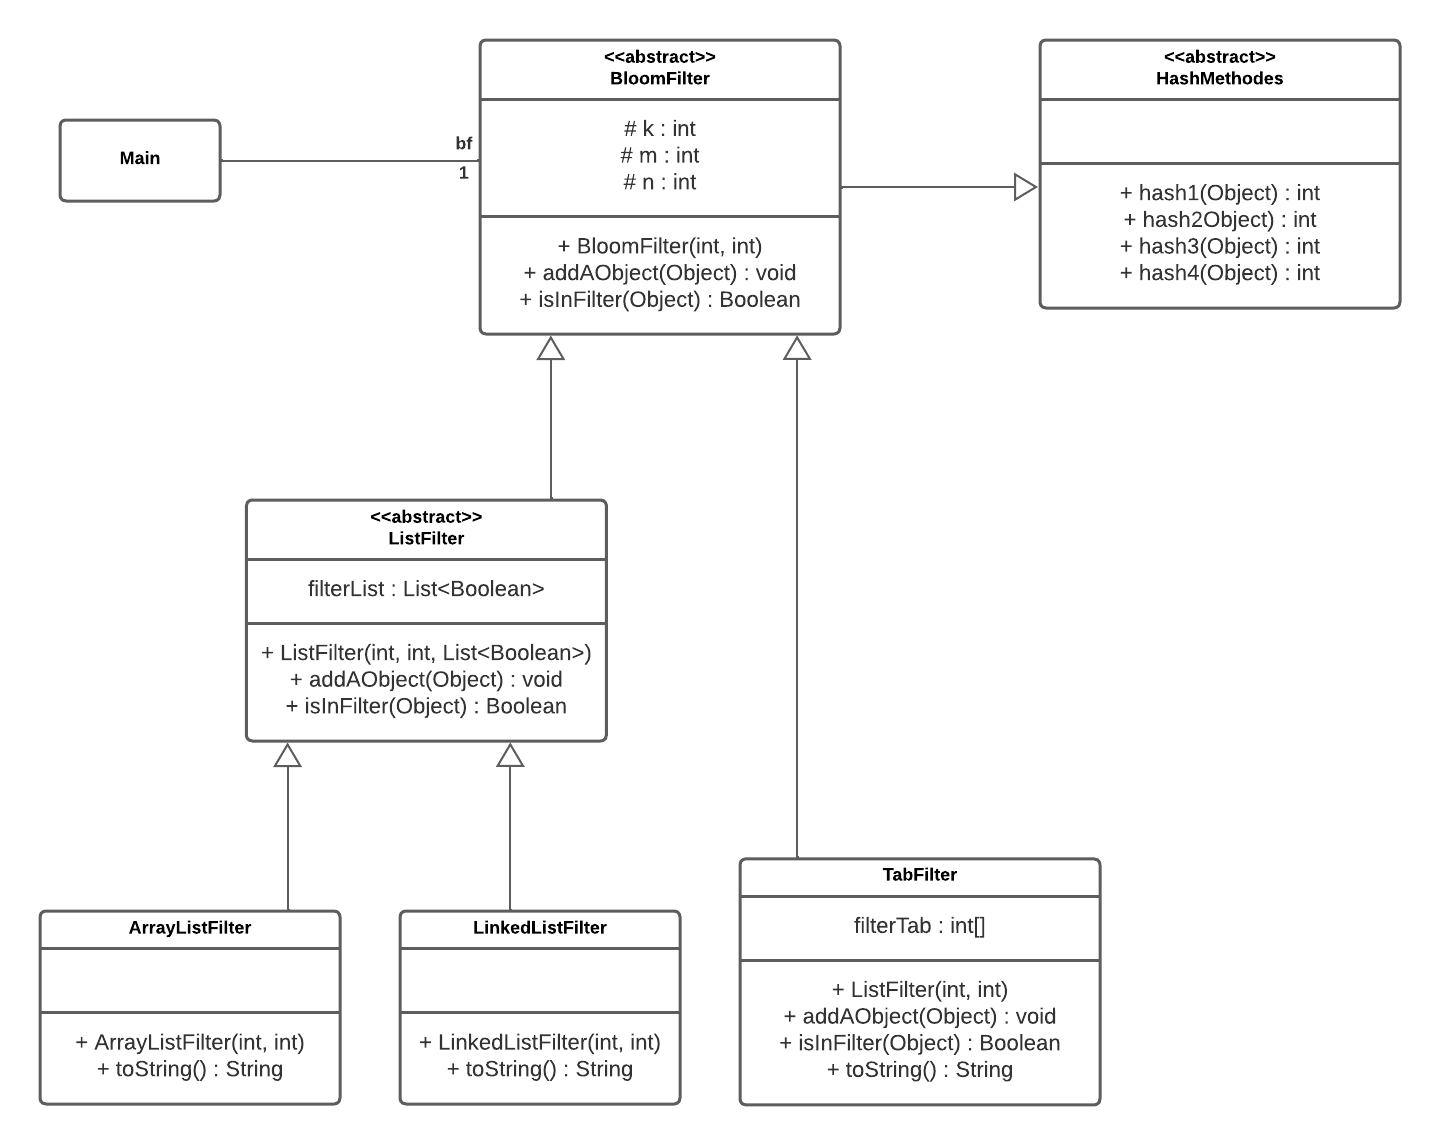 <<abstract>>
BloomFilter
# k : int
# m : int
# n : int
+ BloomFilter(int, int)
+ addAObject(Object) : void
+ isInFilter(Object) : Boolean
<<abstract>>
HashMethodes
+ hash1(Object) : int
+ hash2Object) : int
+ hash3(Object) : int
+ hash4(Object) : int
Main
bf
1
<<abstract>>
ListFilter
filterList : List<Boolean>
+ ListFilter(int, int, List<Boolean>)
+ addAObject(Object) : void
+ isInFilter(Object) : Boolean
ArrayListFilter
+ ArrayListFilter(int, int)
+ toString() : String
LinkedListFilter
+ LinkedListFilter(int, int)
+ toString() : String
TabFilter
filterTab : int[]
+ ListFilter(int, int)
+ addAObject(Object) : void
+ isInFilter(Object) : Boolean
+ toString() : String